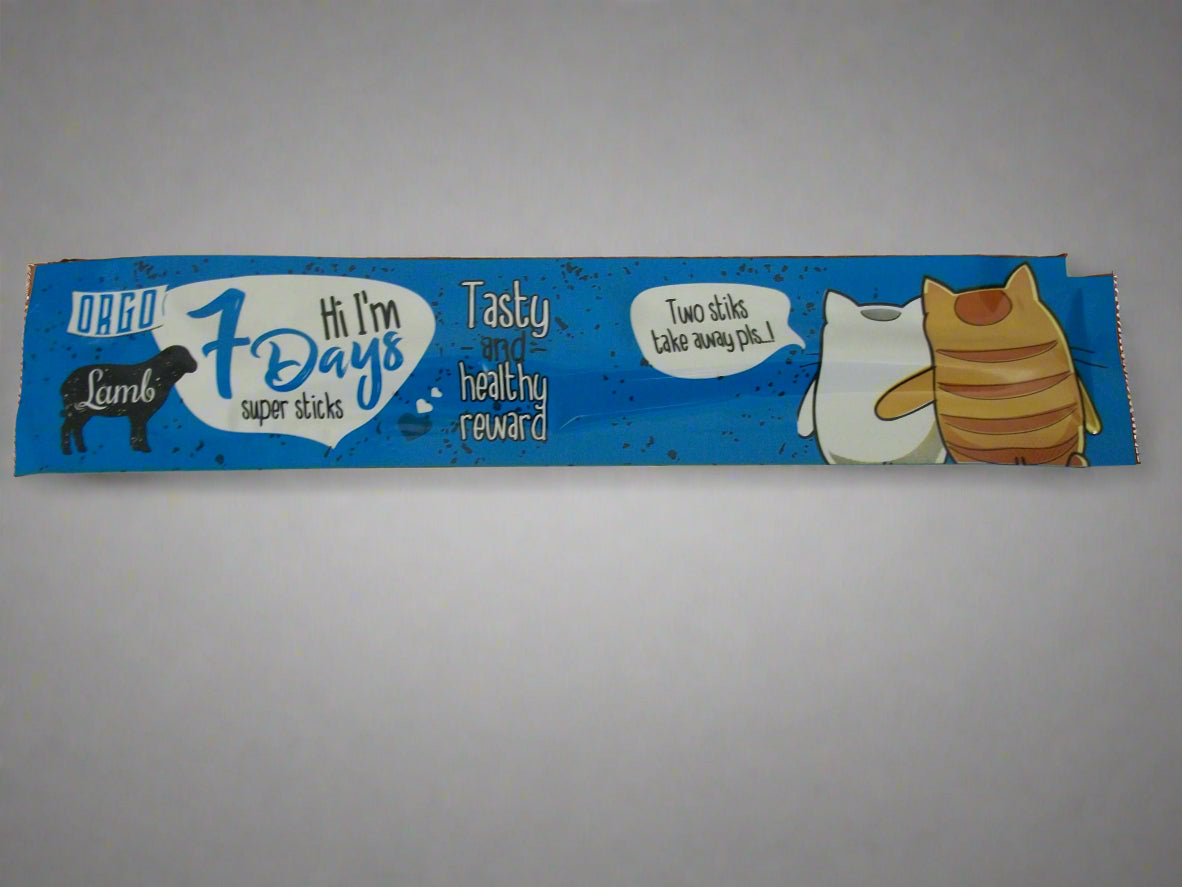 ORGO
Lamb
Hi I'm
7 Days
super sticks
Tasty
and
healthy
reward
Two stiks
take away pls..!